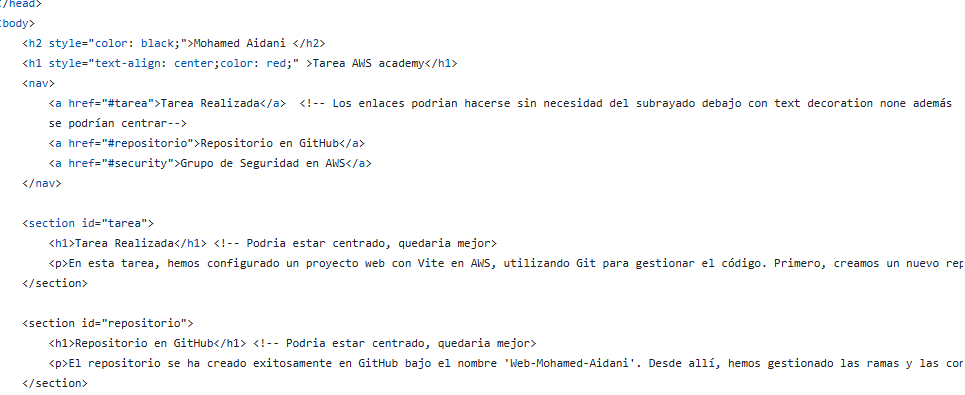 </head>
<body>
<h2 style="color: black;">Mohamed Aidani </h2>
<h1 style="text-align: center;color: red;" >Tarea AWS academy</h1>
<nav>
<a href="#tarea">Tarea Realizada</a> <!-- Los enlaces podrian hacerse sin necesidad del subrayado debajo con text decoration none además
se podrían centrar-->
<a href="#repositorio">Repositorio en GitHub</a>
<a href="#security">Grupo de Seguridad en AWS</a>
</nav>
<section id="tarea">
<h1>Tarea Realizada</h1> <!-- Podria estar centrado, quedaria mejor>
<p>En esta tarea, hemos configurado un proyecto web con Vite en AWS, utilizando Git para gestionar el código. Primero, creamos un nuevo
</section>
<section id="repositorio">
<h1>Repositorio en GitHub</h1> <!-- Podria estar centrado, quedaria mejor>
<p>El repositorio se ha creado exitosamente en GitHub bajo el nombre 'Web-Mohamed-Aidani'. Desde allí, hemos gestionado las ramas y las
</section>